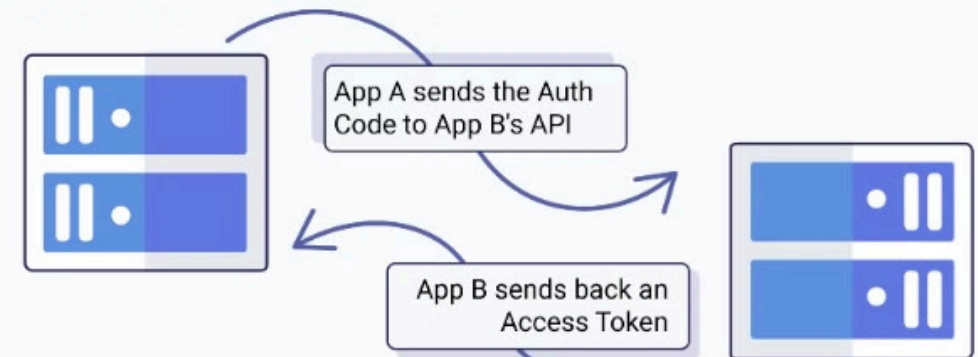 App A sends the Auth
Code to App B's API
App B sends back an
Access Token